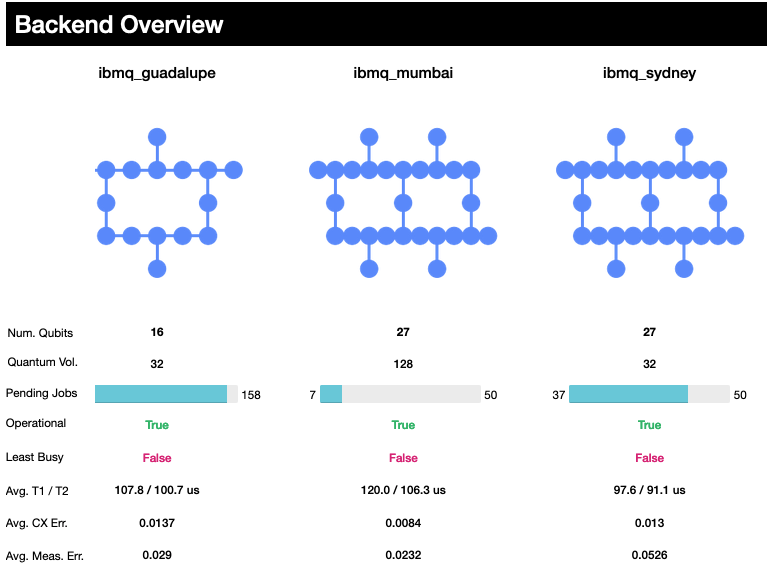 Backend Overview
ibmq_guadalupe ibmq_mumbai ibmq_sydney
Num. Qubits 16 27 27
Quantum Vol. 32 128 32
Pending Jobs 158 7 50 37 50
Operational True True True
Least Busy False False False
Avg. T1 / T2 107.8 / 100.7 us 120.0 / 106.3 us 97.6 / 91.1 us
Avg. CX Err. 0.0137 0.0084 0.013
Avg. Meas. Err. 0.029 0.0232 0.0526